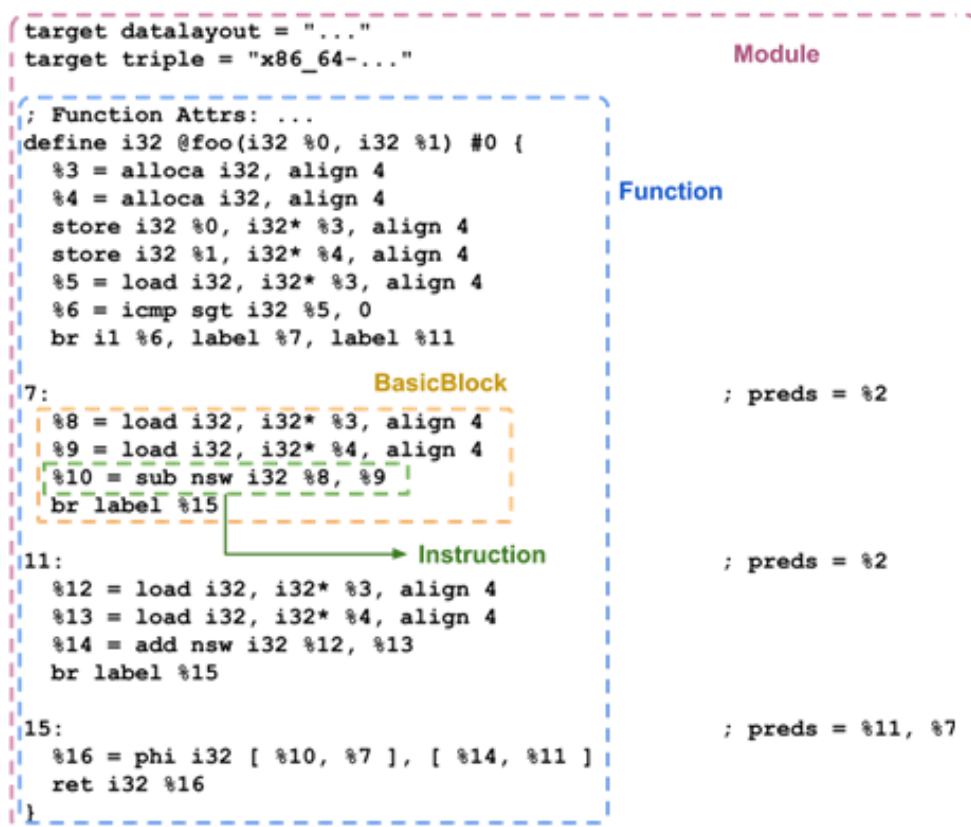 target datalayout = "..."
target triple = "x86_64-..."
Module
; Function Attrs: ...
define i32 @foo(i32 %0, i32 %1) #0 {
%3 = alloca i32, align 4
%4 = alloca i32, align 4
Function
store i32 %0, i32* %3, align 4
store i32 %1, i32* %4, align 4
%5 = load i32, i32* %3, align 4
%6 = icmp sgt i32 %5, 0
br i1 %6, label %7, label %11
BasicBlock
7: ; preds = %2
%8 = load i32, i32* %3, align 4
%9 = load i32, i32* %4, align 4
%10 = sub nsw i32 %8, %9
br label %15
Instruction
11: ; preds = %2
%12 = load i32, i32* %3, align 4
%13 = load i32, i32* %4, align 4
%14 = add nsw i32 %12, %13
br label %15
15: ; preds = %11, %7
%16 = phi i32 [ %10, %7 ], [ %14, %11 ]
ret i32 %16
}